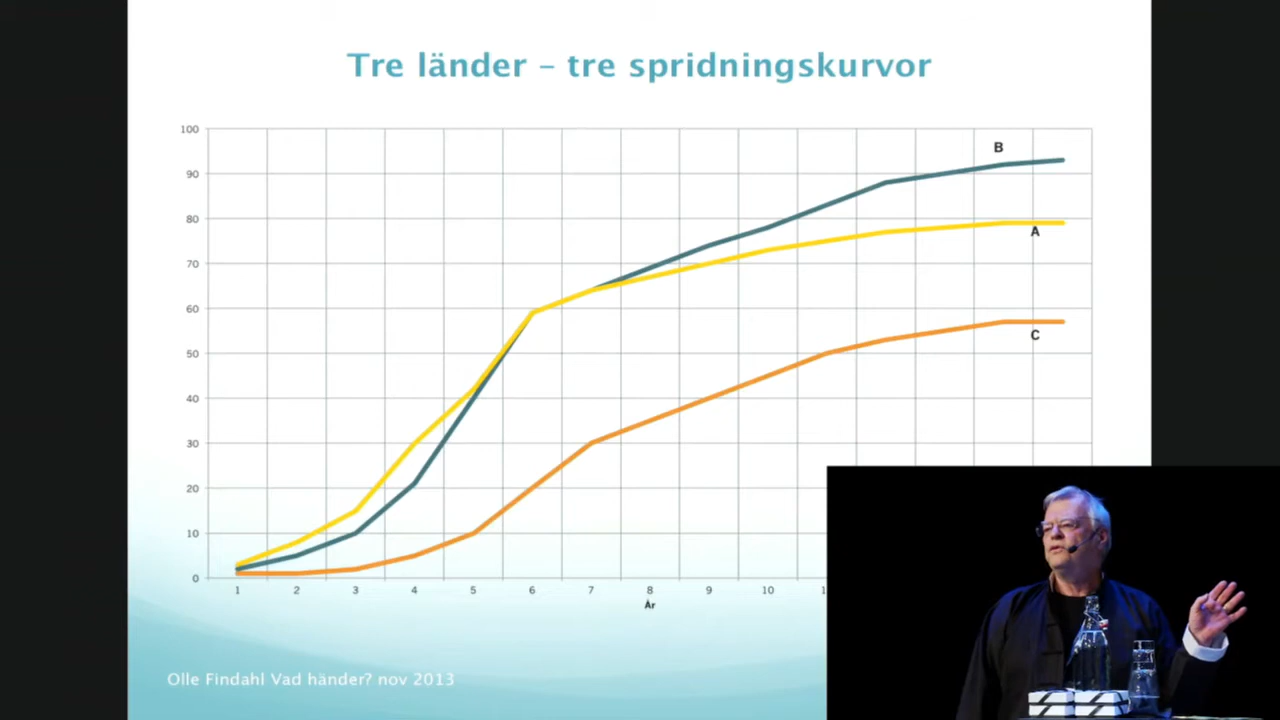 Tre länder – tre spridningskurvor
100
90
80
70
60
50
40
30
20
10
0
B
A
C
1 2 3 4 5 6 7 8 9 10
År
Olle Findahl Vad händer? nov 2013